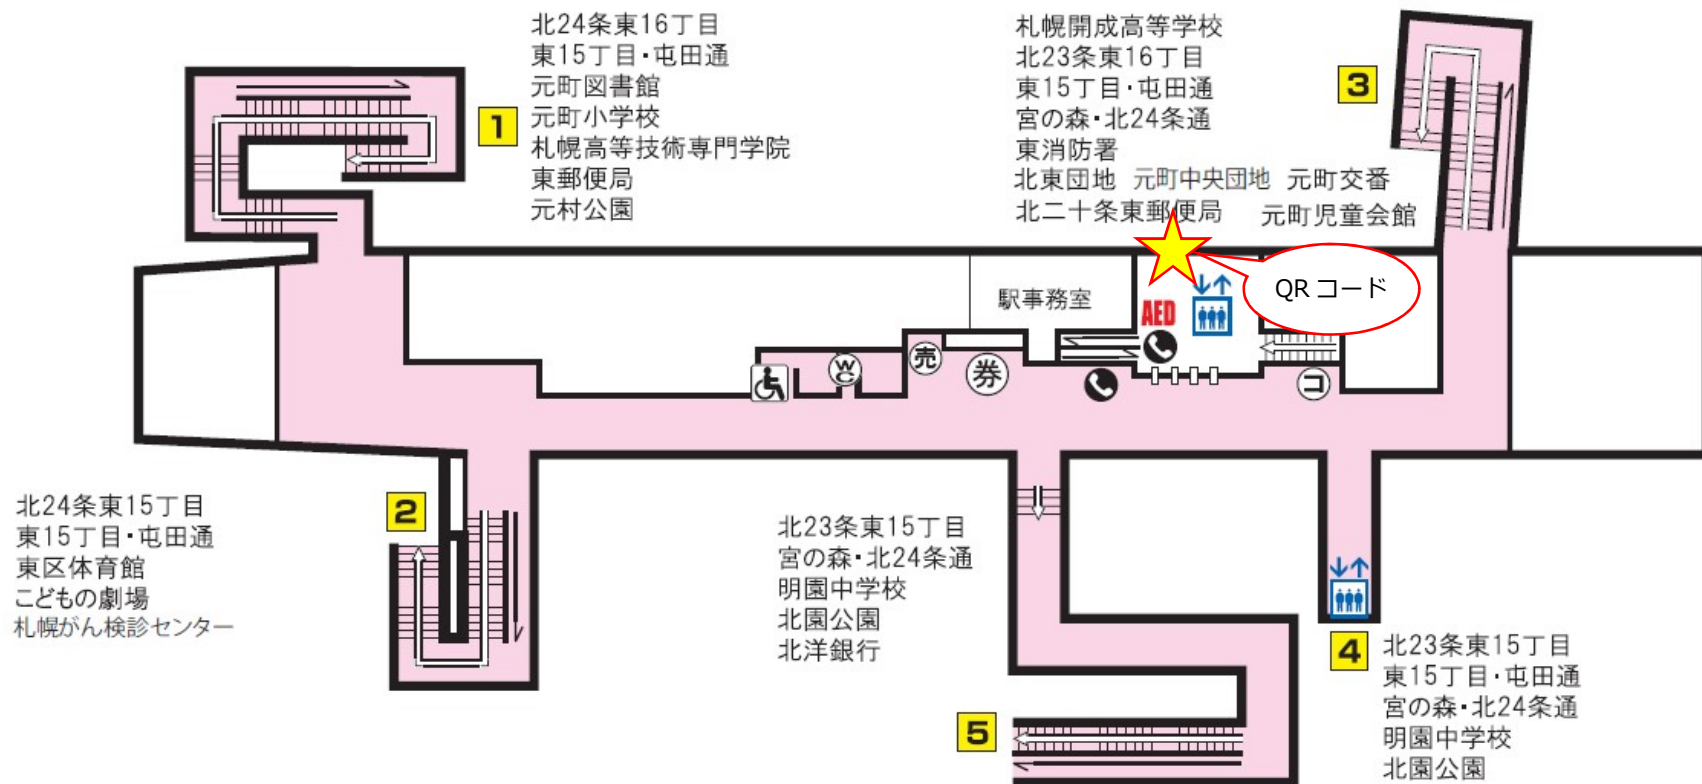 北24条東16丁目
東15丁目・屯田通
元町図書館
元町小学校
札幌高等技術専門学院
東郵便局
元村公園
1
札幌開成高等学校
北23条東16丁目
東15丁目・屯田通
宮の森・北24条通
東消防署
北東団地 元町中央団地 元町交番
北二十条東郵便局 元町児童会館
3
QRコード
駅事務室
AED
WC
売
券
コ
2
北24条東15丁目
東15丁目・屯田通
東区体育館
こどもの劇場
札幌がん検診センター
北23条東15丁目
宮の森・北24条通
明園中学校
北園公園
北洋銀行
5
4
北23条東15丁目
東15丁目・屯田通
宮の森・北24条通
明園中学校
北園公園